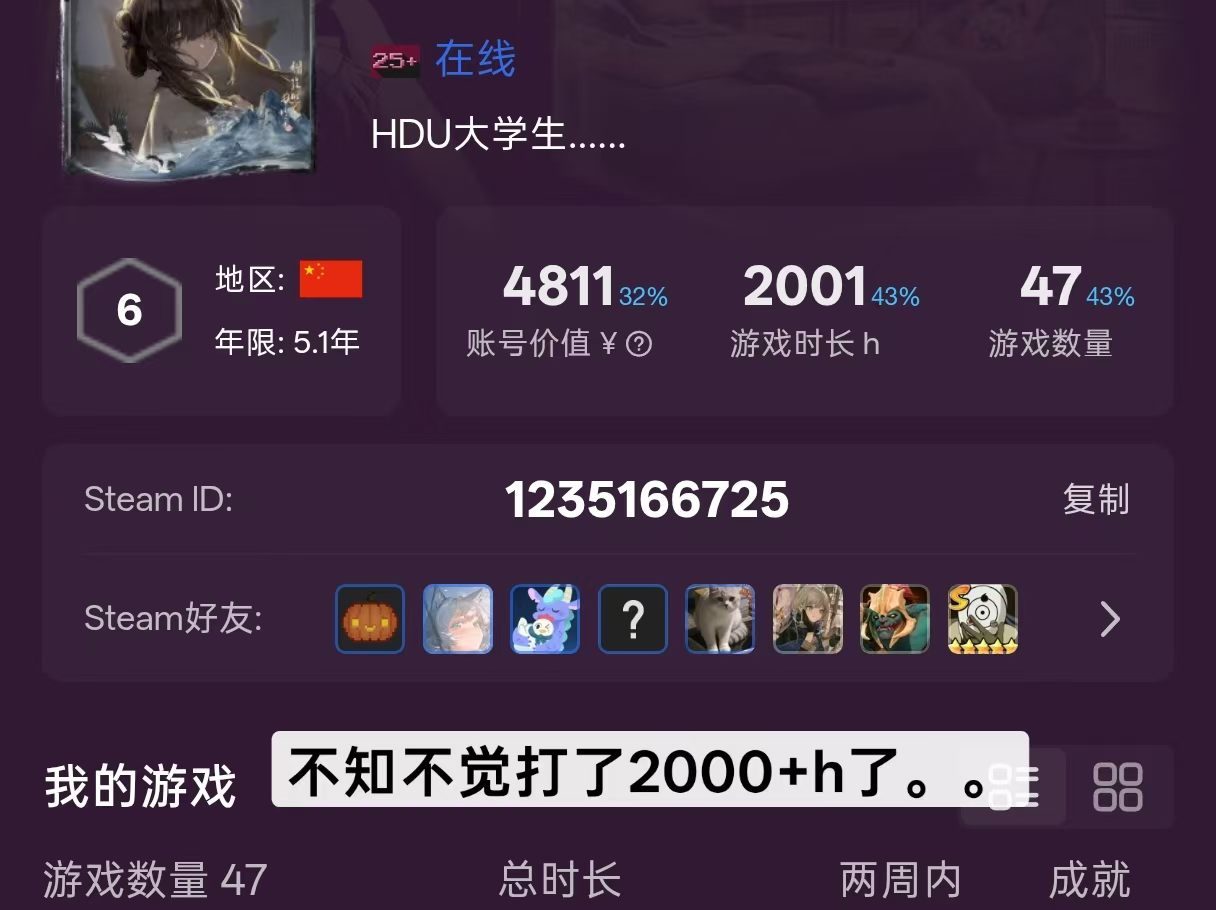 25+ 在线
HDU大学生......
6
地区:
年限: 5.1年
4811 32% 2001 43% 47 43%
账号价值 ¥ ? 游戏时长 h 游戏数量
Steam ID: 1235166725 复制
Steam好友: ?
我的游戏
不知不觉打了2000+h了。。
游戏数量 47 总时长 两周内 成就